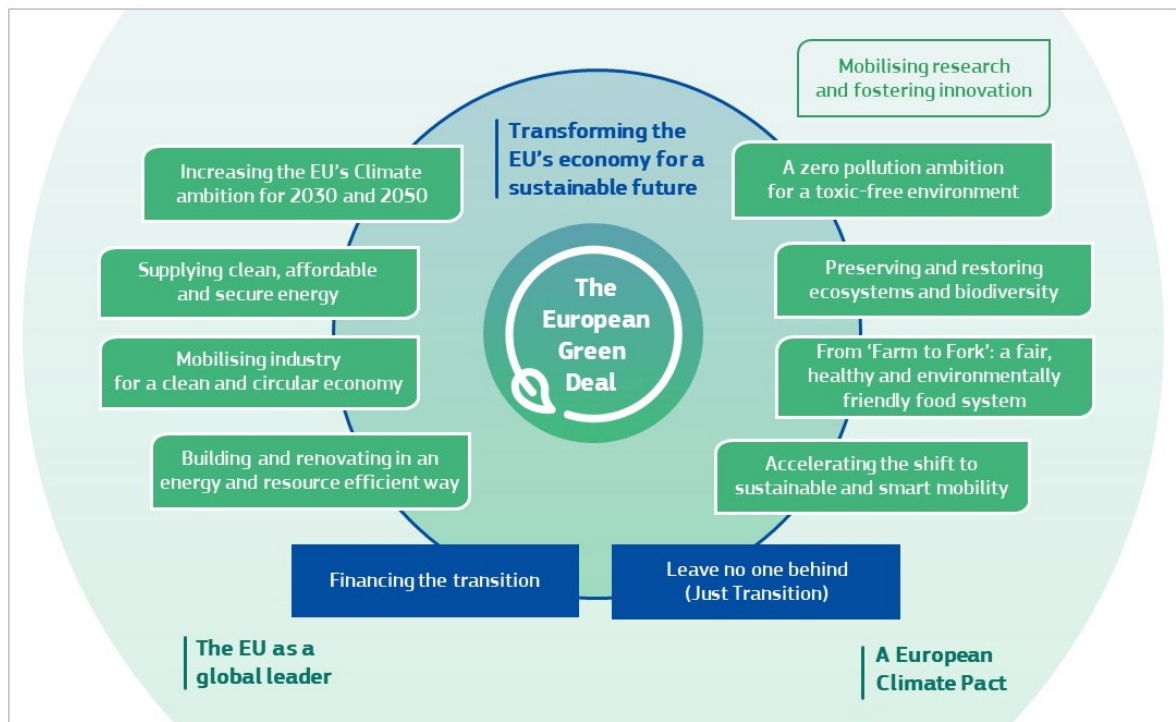 Mobilising research
and fostering innovation
Transforming the
EU's economy for a
sustainable future
Increasing the EU's Climate
ambition for 2030 and 2050
A zero pollution ambition
for a toxic-free environment
Supplying clean, affordable
and secure energy
Preserving and restoring
ecosystems and biodiversity
The
European
Green
Deal
Mobilising industry
for a clean and circular economy
From ‘Farm to Fork’: a fair,
healthy and environmentally
friendly food system
Building and renovating in an
energy and resource efficient way
Accelerating the shift to
sustainable and smart mobility
Financing the transition
Leave no one behind
(Just Transition)
The EU as a
global leader
A European
Climate Pact